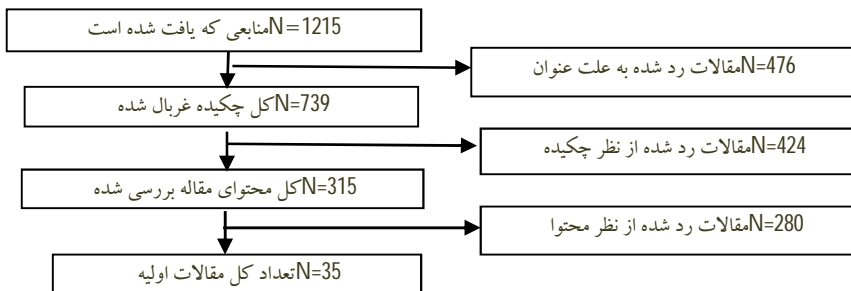 منابعی که یافت شده است N=1215
مقالات رد شده به علت عنوان N=476
کل چکیده غربال شده N=739
مقالات رد شده از نظر چکیده N=424
کل محتوای مقاله بررسی شده N=315
مقالات رد شده از نظر محتوا N=280
تعداد کل مقالات اولیه N=35